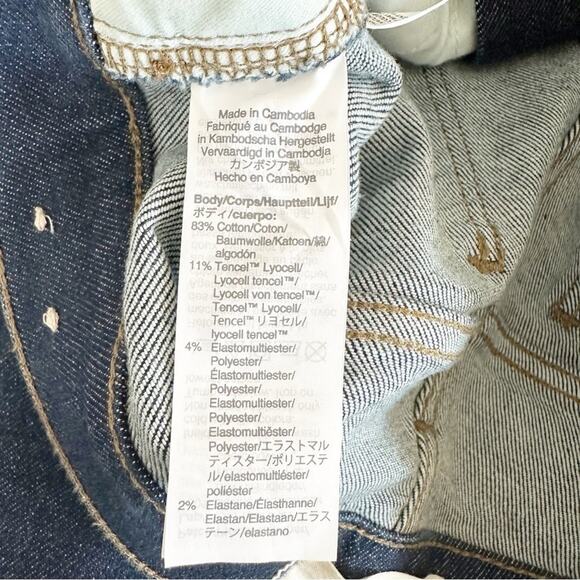 Made in Cambodia
Fabriqué au Cambodge
in Kambodscha Hergestellt
Vervaardigd in Cambodja
カンボジア製
Hecho en Camboya
Body/Corps/Hauptteil/Lijf/
ボディ/cuerpo:
83% Cotton/Coton/
Baumwolle/Katoen/綿/
algodón
11% Tencel™ Lyocell/
Lyocell tencel™/
Lyocell von tencel™/
Tencel™ Lyocell/
Tencel™ リヨセル/
lyocell tencel™
4% Elastomultiester/
Polyester/
Élastomultiester/
Polyester/
Elastomultiester/
Polyester/
Elastomultiëster/
Polyester/エラストマル
ティスター/ポリエステ
ル/elastomultiéster/
poliéster
2% Elastane/Élasthanne/
Elastan/Elastaan/エラス
テーン/elastano